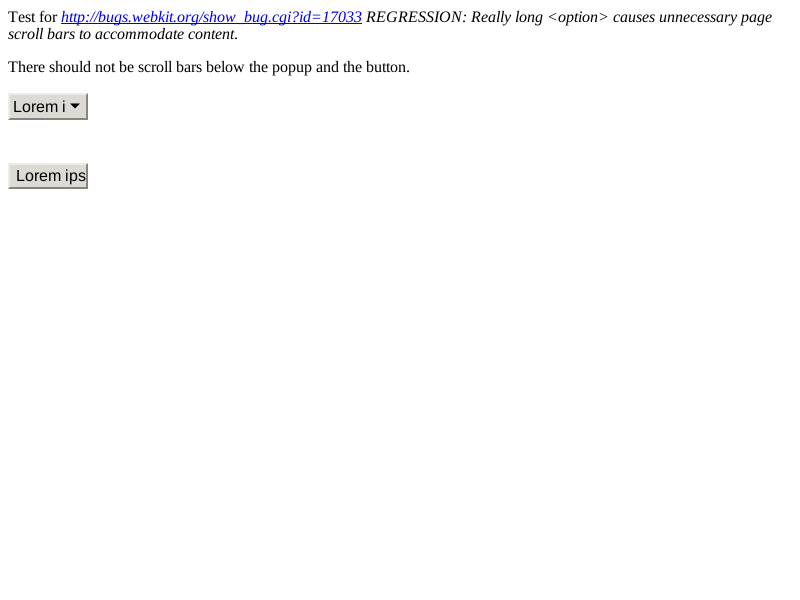 Test for http://bugs.webkit.org/show_bug.cgi?id=17033 REGRESSION: Really long <option> causes unnecessary page
scroll bars to accommodate content.
There should not be scroll bars below the popup and the button.
Lorem i
Lorem ips